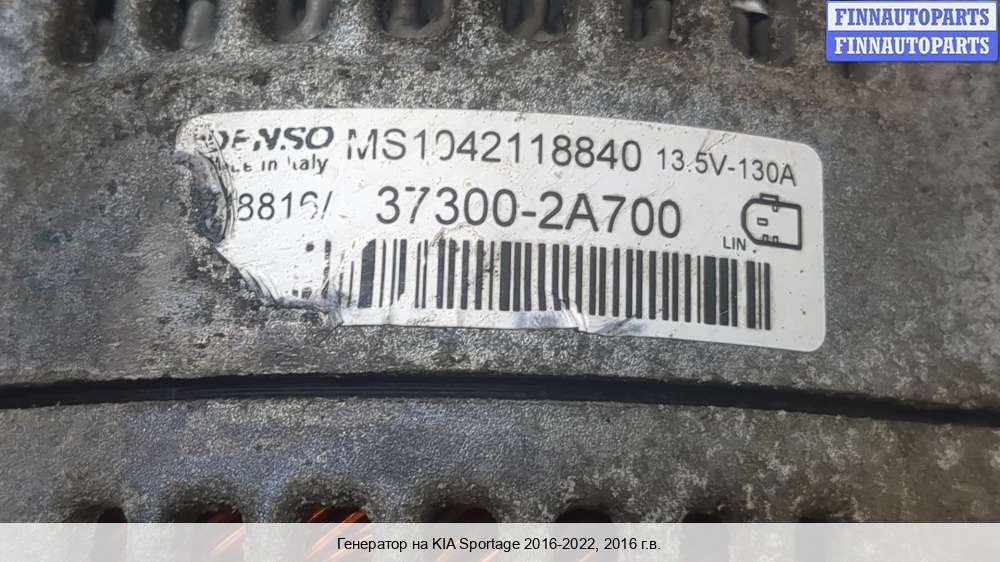 FINNAUTOPARTS
FINNAUTOPARTS
DENSO MS1042118840 13.5V-130A
Made in Italy
8816/ 37300-2A700
LIN
Генератор на KIA Sportage 2016-2022, 2016 г.в.